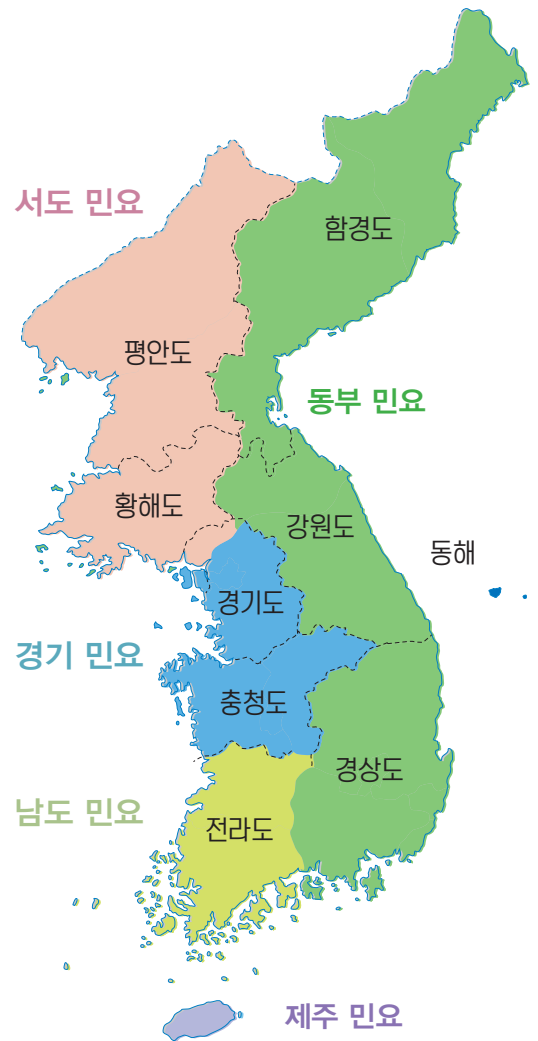 서도 민요
함경도
평안도
동부 민요
황해도
강원도
동해
경기도
경기 민요
충청도
경상도
남도 민요
전라도
제주 민요